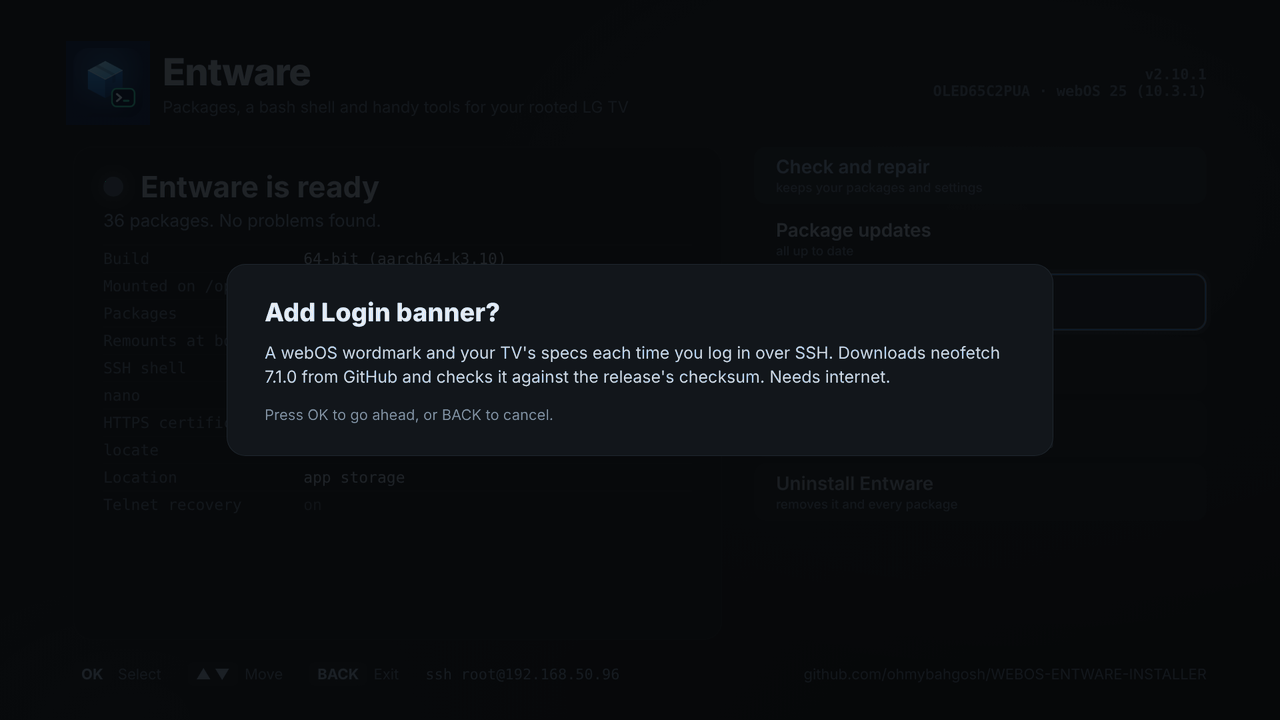 Entware
Packages, a bash shell and handy tools for your rooted LG TV
v2.10.1
OLED65C2PUA · webOS 25 (10.3.1)
Entware is ready
36 packages. No problems found.
Build 64-bit (aarch64-k3.10)
Mounted on
Packages
Remounts at
SSH shell
nano
HTTPS
locate
Location app storage
Telnet recovery on
Check and repair
keeps your packages and settings
Package updates
all up to date
Add Login banner?
A webOS wordmark and your TV's specs each time you log in over SSH. Downloads neofetch
7.1.0 from GitHub and checks it against the release's checksum. Needs internet.
Press OK to go ahead, or BACK to cancel.
Uninstall Entware
removes it and every package
OK Select ▲▼ Move BACK Exit ssh root@192.168.50.96
github.com/ohmybahgosh/WEBOS-ENTWARE-INSTALLER